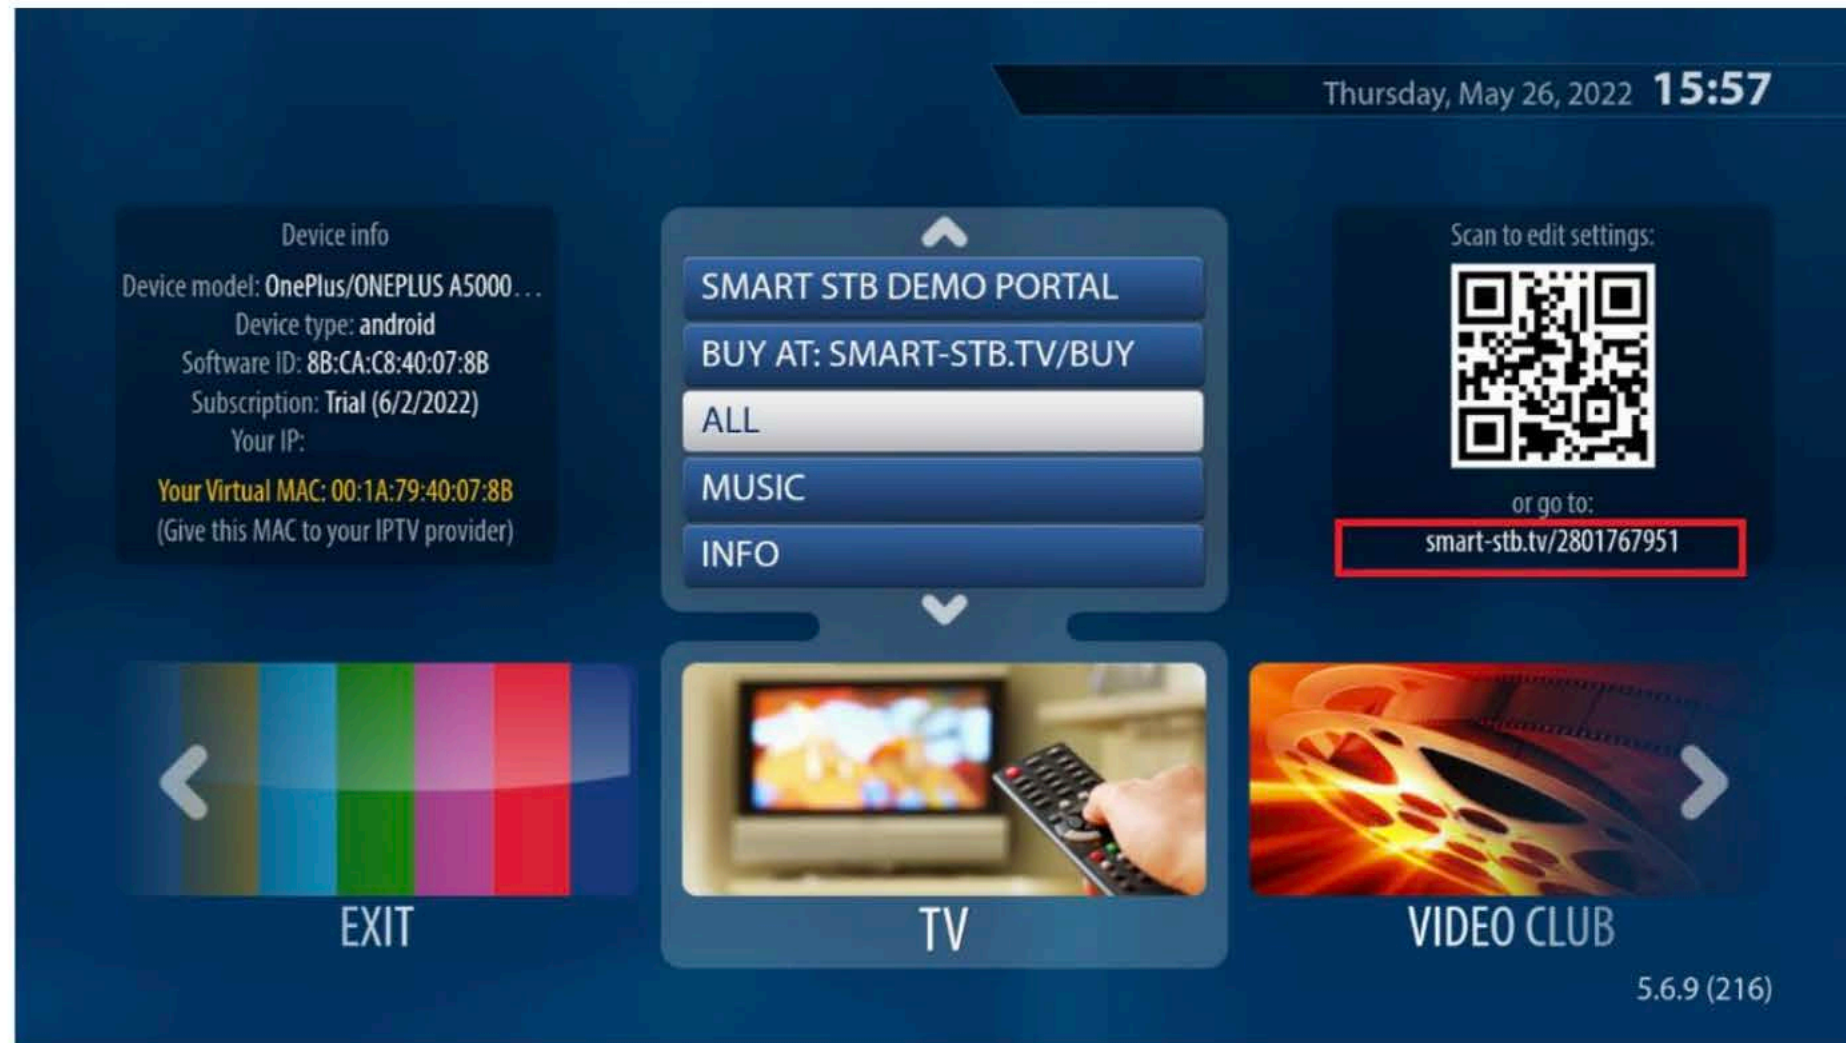 Thursday, May 26, 2022 15:57
Device info
Device model: OnePlus/ONEPLUS A5000...
Device type: android
Software ID: 8B:CA:C8:40:07:8B
Subscription: Trial (6/2/2022)
Your IP:
Your Virtual MAC: 00:1A:79:40:07:8B
(Give this MAC to your IPTV provider)
SMART STB DEMO PORTAL
BUY AT: SMART-STB.TV/BUY
ALL
MUSIC
INFO
Scan to edit settings:
or go to:
smart-stb.tv/2801767951
EXIT
TV
VIDEO CLUB
5.6.9 (216)